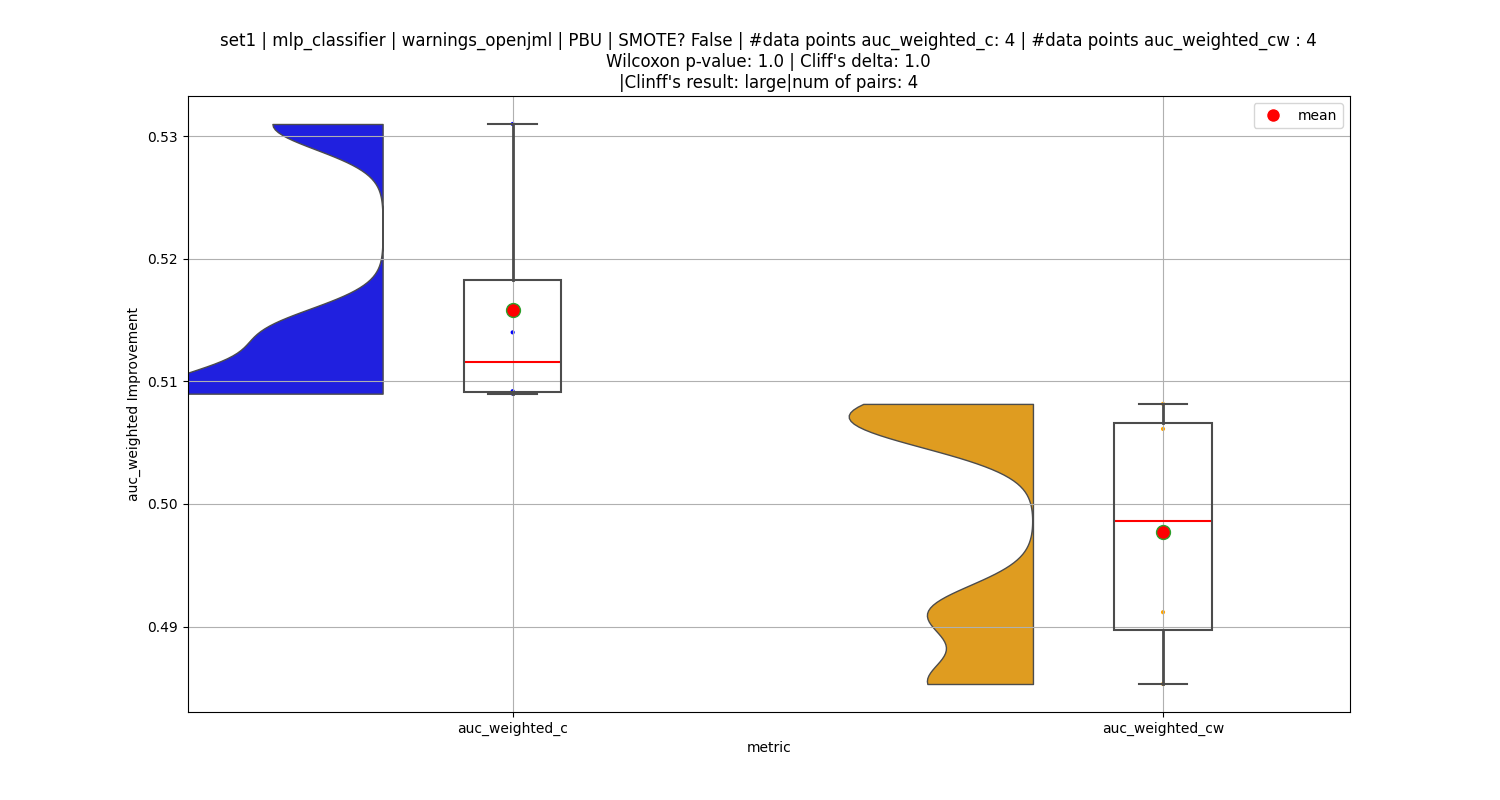 set1 | mlp_classifier | warnings_openjml | PBU | SMOTE? False | #data points auc_weighted_c: 4 | #data points auc_weighted_cw : 4
Wilcoxon p-value: 1.0 | Cliff's delta: 1.0
|Clinff's result: large|num of pairs: 4
mean
0.53
0.52
0.51
0.50
0.49
auc_weighted Improvement
auc_weighted_c
auc_weighted_cw
metric